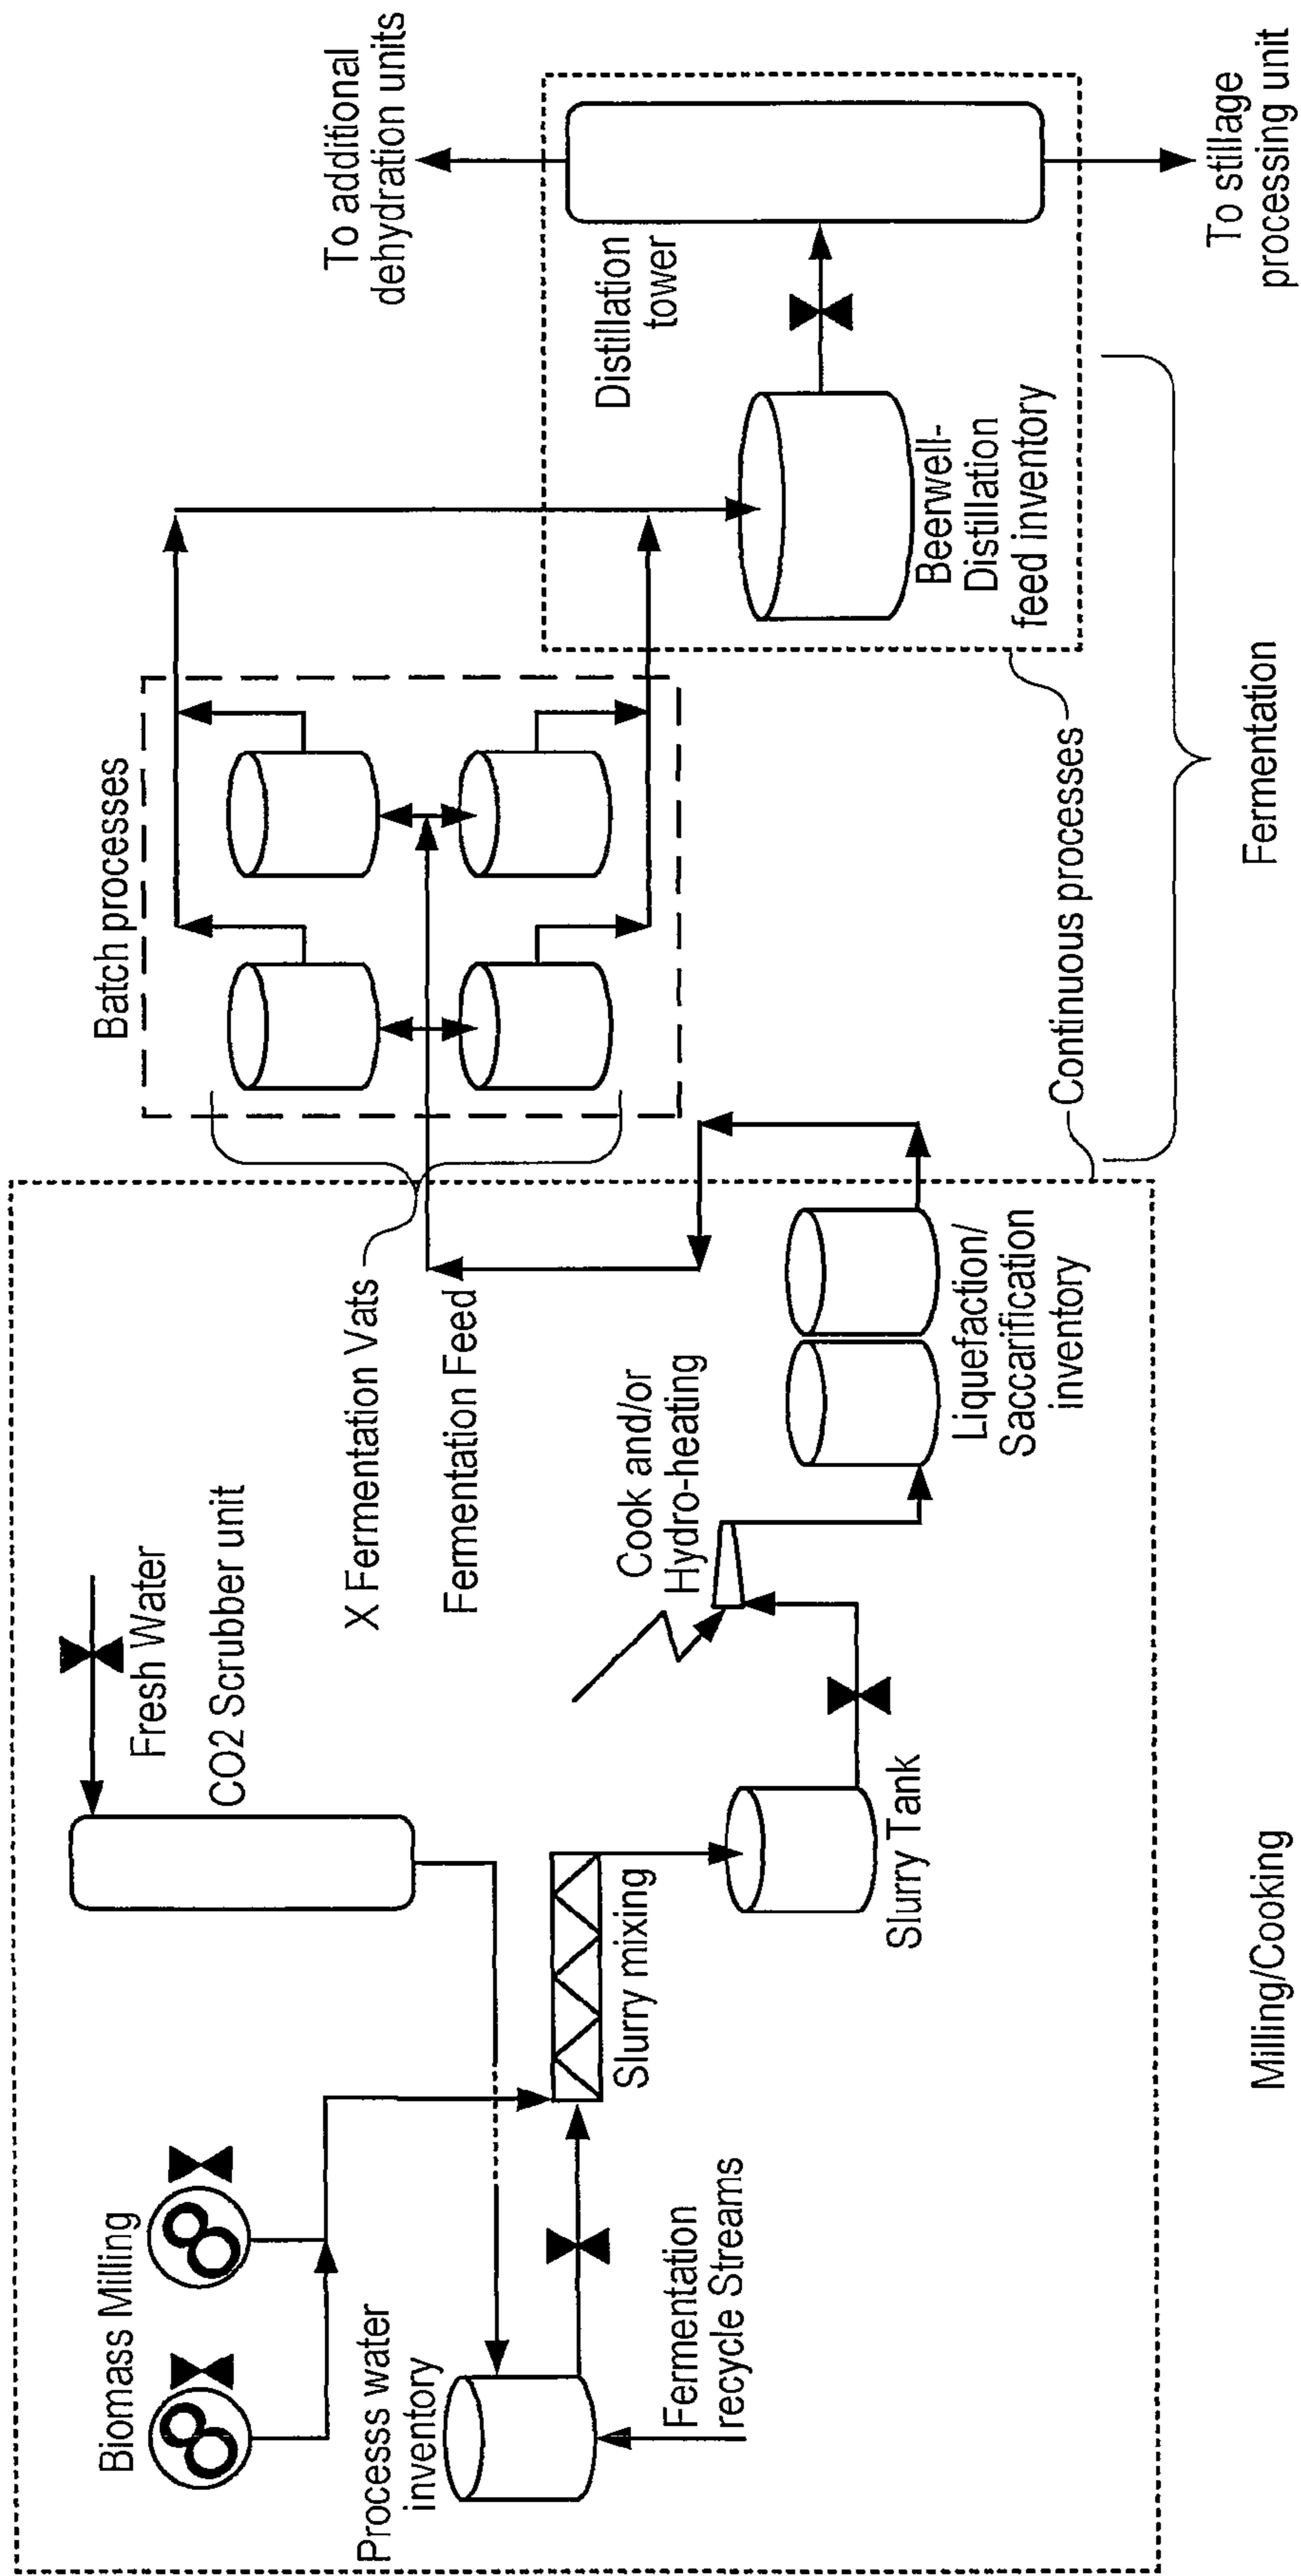 Biomass Milling
Fresh Water
CO2 Scrubber unit
Processs water
inventory
Slurry mixing
Fermentation
recycle Streams
Slurry Tank
Cook and/or
Hydro-heating
Liquefaction/
Saccarification
inventory
X Fermentation Vats
Fermentation Feed
Batch processes
To additional
dehydration units
Distillation
tower
Beerwell-
Distillation
feed inventory
To stillage
processing unit
Continuous processes
Milling/Cooking
Fermentation